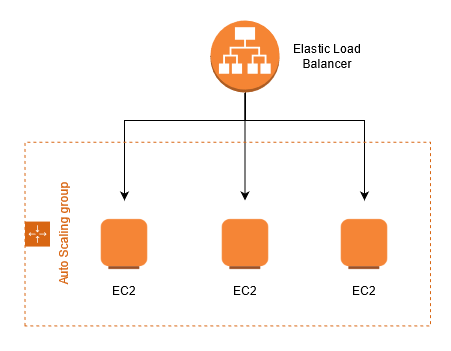 Elastic Load
Balancer
Auto Scaling group
EC2
EC2
EC2